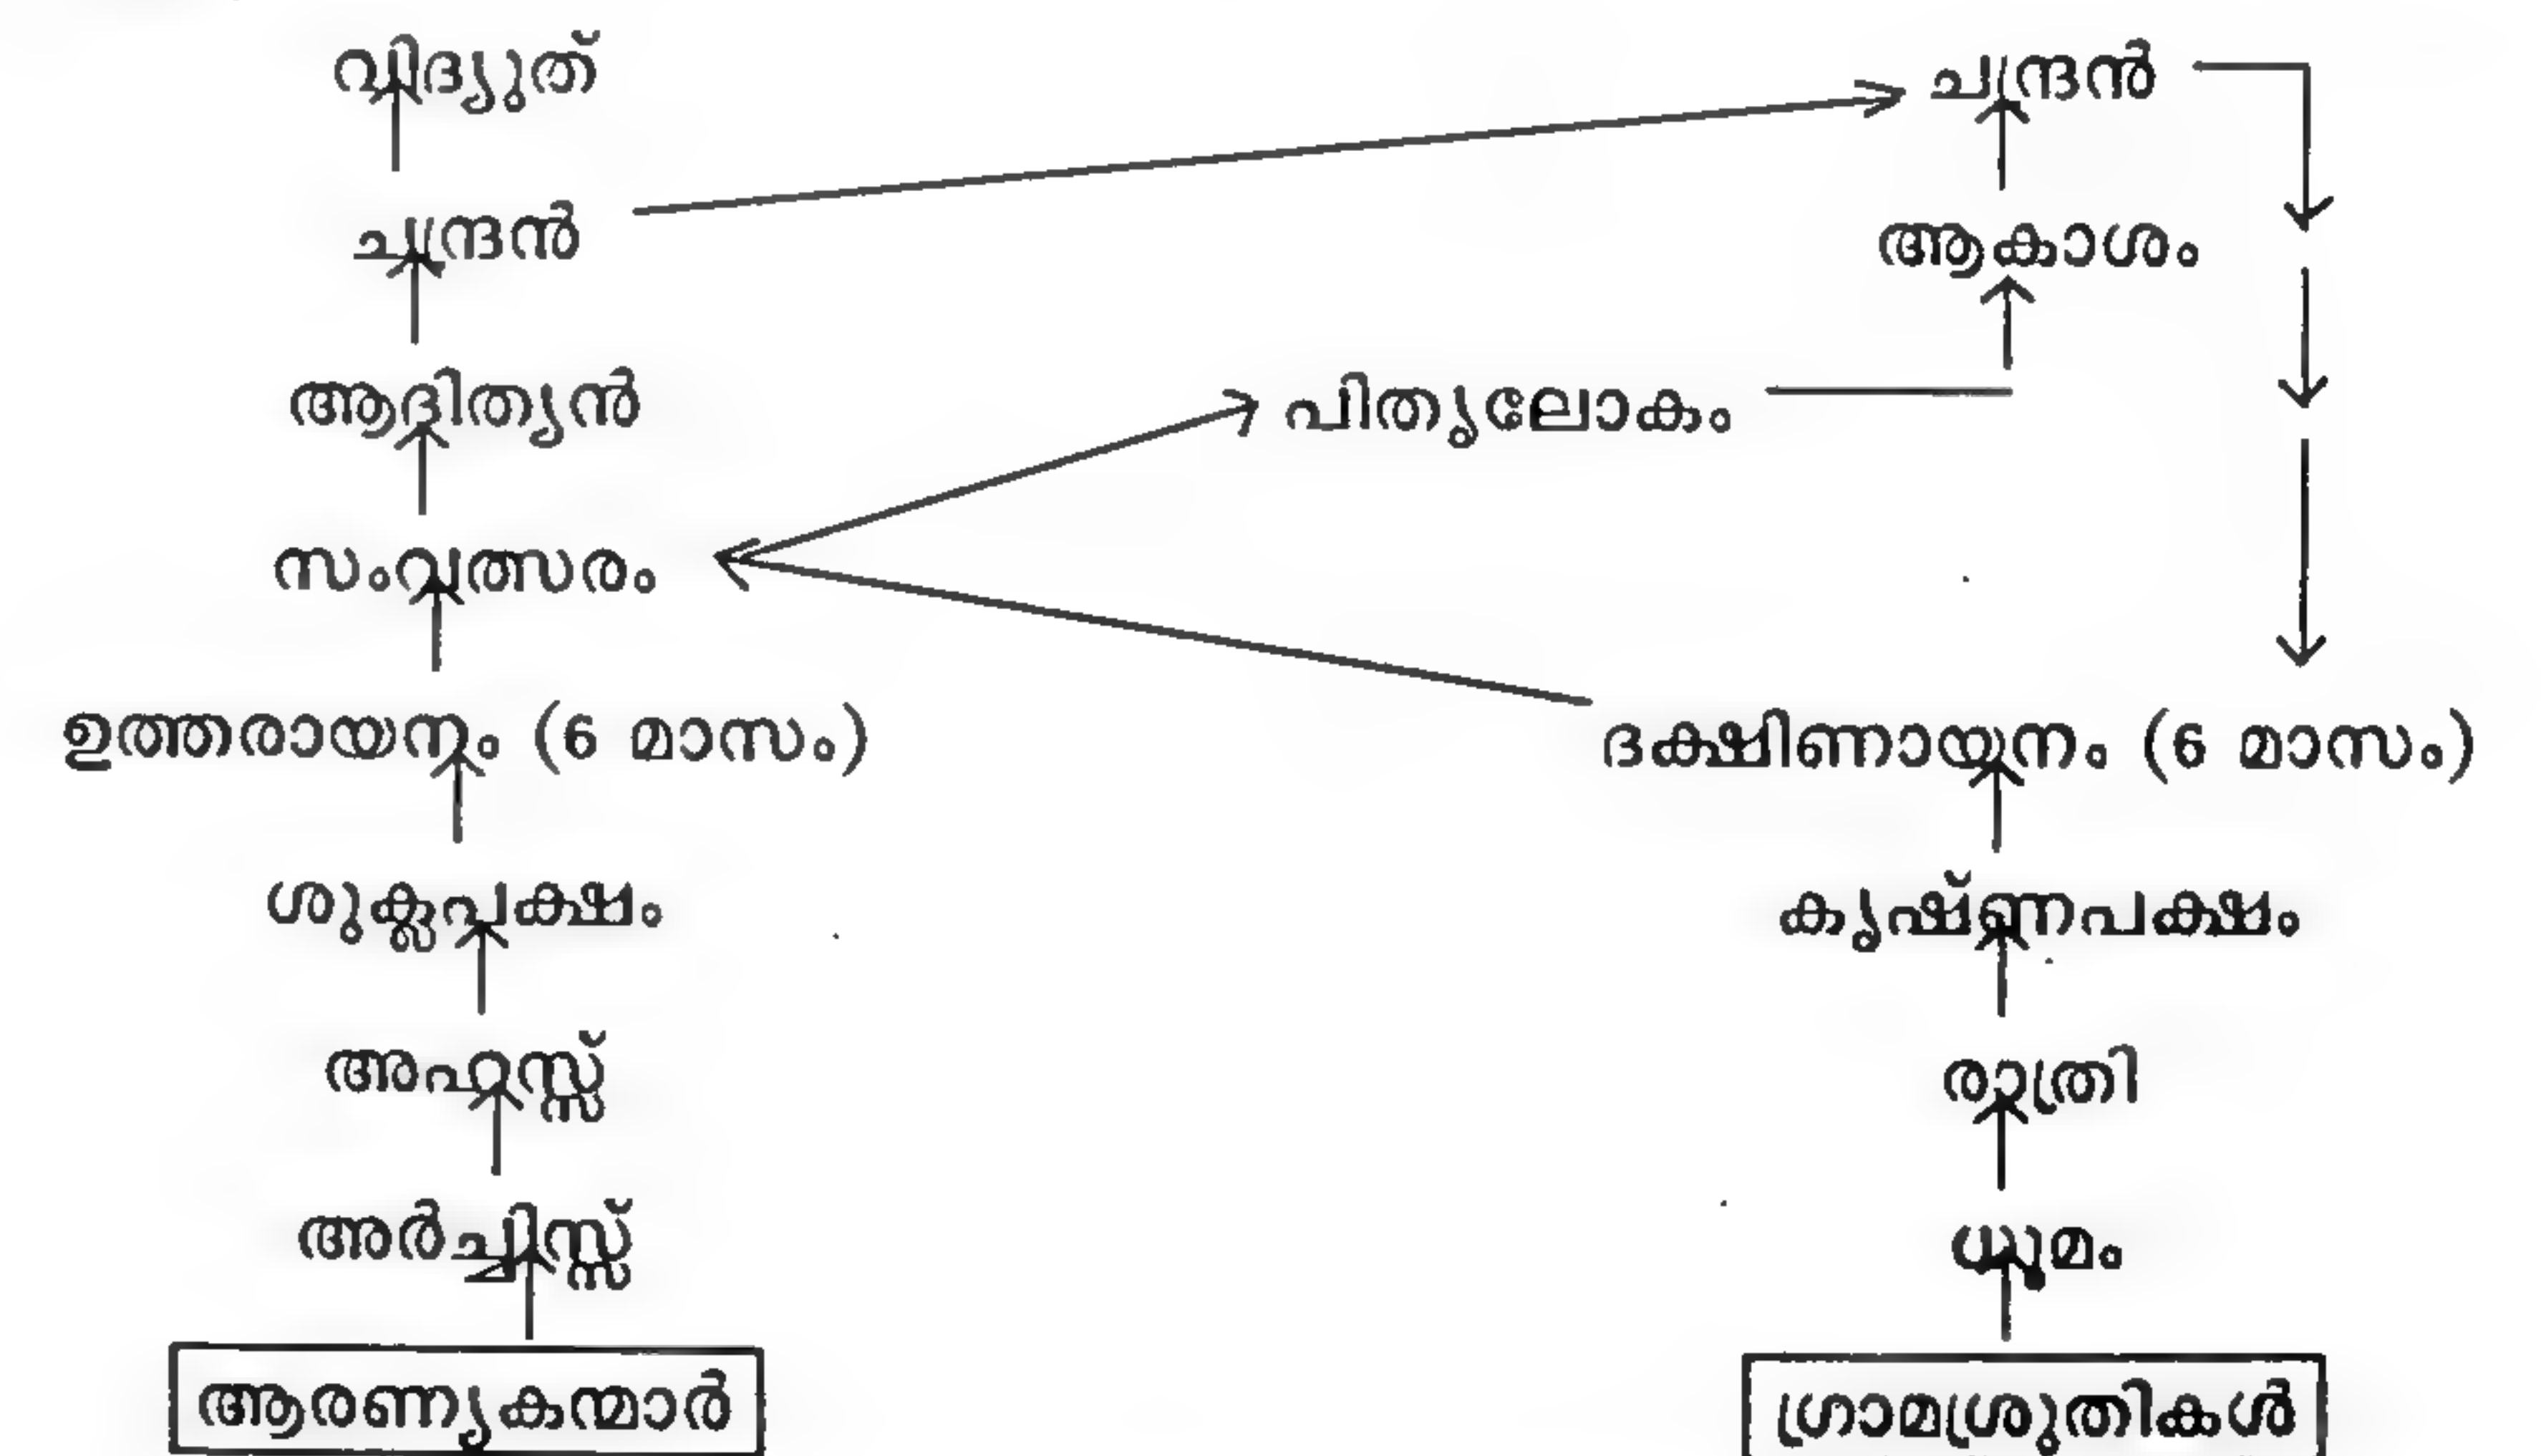 വിദ്യുത്
ചന്ദ്രൻ
ചന്ദ്രൻ
ആകാശം
ആദിത്യൻ
പിതൃലോകം
സംവത്സരം
ഉത്തരായനം (6 മാസം)
ദക്ഷിണായനം (6 മാസം)
ശുക്ലപക്ഷം
കൃഷ്ണപക്ഷം
അഹസ്സ്
രാത്രി
അർച്ചിസ്സ്
ധൂമം
ആരണ്യകന്മാർ
ഗ്രാമശ്രുതികൾ